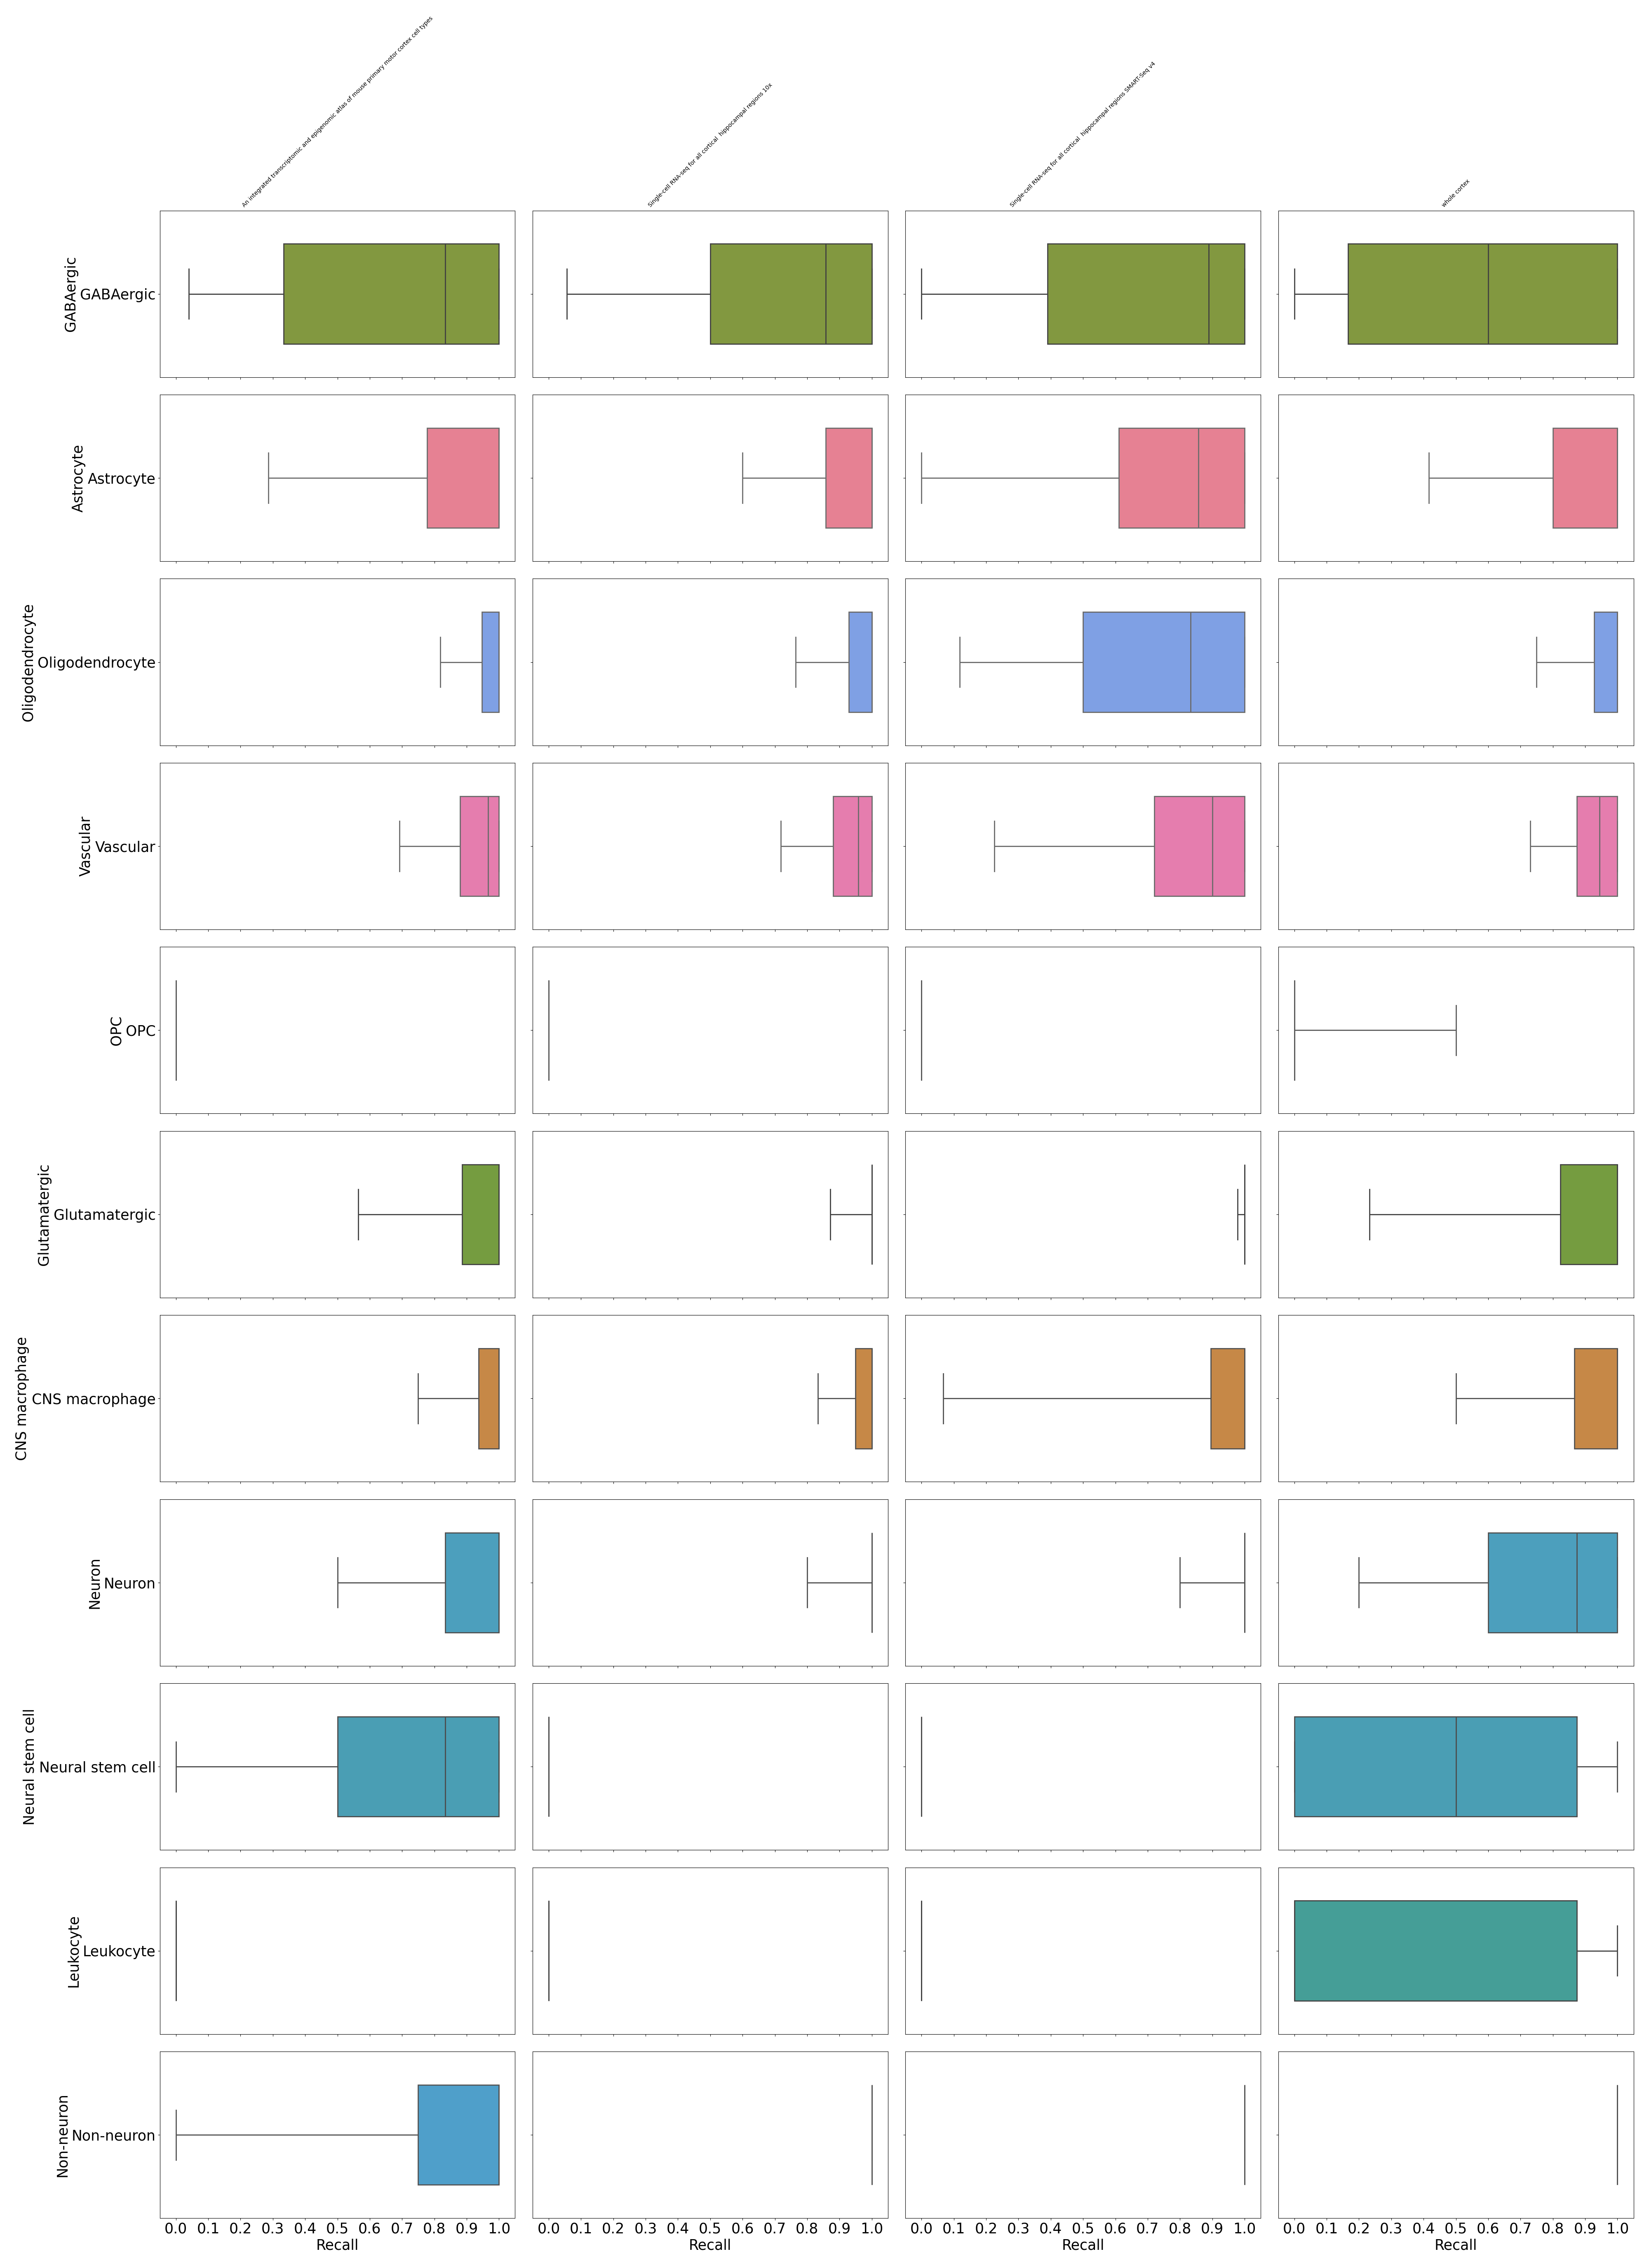 An integrated transcriptomic and epigenomic atlas of mouse primary motor cortex cell types
Single-cell RNA-seq for all cortical  hippocampal regions 10x
Single-cell RNA-seq for all cortical  hippocampal regions SMART-Seq v4
whole cortex
GABAergic
GABAergic
Astrocyte
Astrocyte
Oligodendrocyte
Oligodendrocyte
Vascular
Vascular
OPC
OPC
Glutamatergic
Glutamatergic
CNS macrophage
CNS macrophage
Neuron
Neuron
Neural stem cell
Neural stem cell
Leukocyte
Leukocyte
Non-neuron
Non-neuron
0.0 0.1 0.2 0.3 0.4 0.5 0.6 0.7 0.8 0.9 1.0 0.0 0.1 0.2 0.3 0.4 0.5 0.6 0.7 0.8 0.9 1.0 0.0 0.1 0.2 0.3 0.4 0.5 0.6 0.7 0.8 0.9 1.0 0.0 0.1 0.2 0.3 0.4 0.5 0.6 0.7 0.8 0.9 1.0
Recall Recall Recall Recall